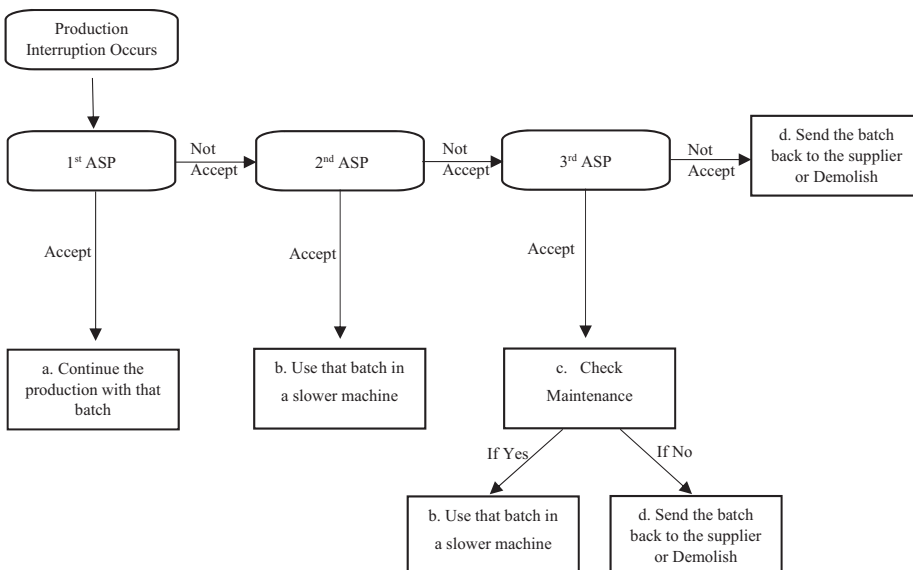 Production
Interruption Occurs
1st ASP
Not
Accept
2nd ASP
Not
Accept
3rd ASP
Not
Accept
d. Send the batch
back to the supplier
or Demolish
Accept
Accept
Accept
a. Continue the
production with that
batch
b. Use that batch in
a slower machine
c. Check
Maintenance
If Yes
If No
b. Use that batch in
a slower machine
d. Send the batch
back to the supplier
or Demolish